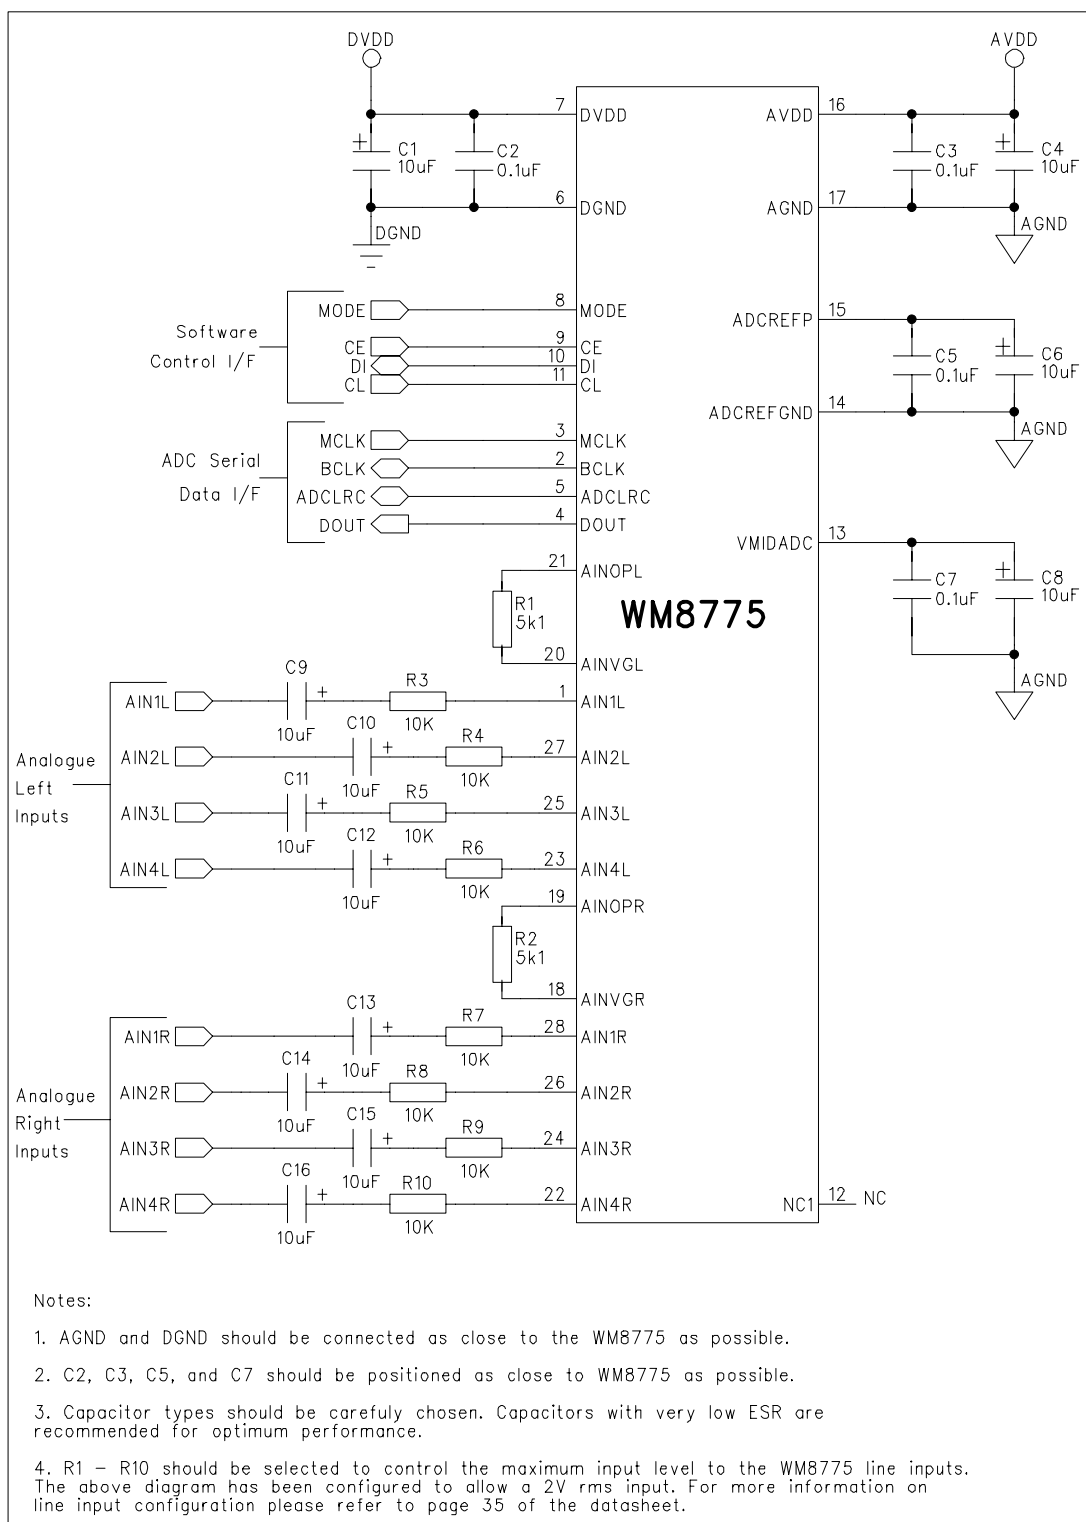 DVDD
AVDD
7
DVDD
AVDD
16
+
C1
10uF
C2
0.1uF
C3
0.1uF
+
C4
10uF
6
DGND
AGND
17
DGND
AGND
Software
Control I/F
MODE
8
MODE
CE
9
CE
DI
10
DI
CL
11
CL
ADCREFP
15
C5
0.1uF
+
C6
10uF
ADCREFGND
14
AGND
ADC Serial
Data I/F
MCLK
3
MCLK
BCLK
2
BCLK
ADCLRC
5
ADCLRC
DOUT
4
DOUT
VMIDADC
13
C7
0.1uF
+
C8
10uF
AGND
21
AINOPL
R1
5k1
WM8775
20
AINVGL
Analogue
Left
Inputs
AIN1L
C9
+
10uF
R3
10K
1
AIN1L
AIN2L
C10
+
10uF
R4
10K
27
AIN2L
AIN3L
C11
+
10uF
R5
10K
25
AIN3L
AIN4L
C12
+
10uF
R6
10K
23
AIN4L
19
AINOPR
R2
5k1
18
AINVGR
Analogue
Right
Inputs
AIN1R
C13
+
10uF
R7
10K
28
AIN1R
AIN2R
C14
+
10uF
R8
10K
26
AIN2R
AIN3R
C15
+
10uF
R9
10K
24
AIN3R
AIN4R
C16
+
10uF
R10
10K
22
AIN4R
NC1
12
NC
Notes:
1. AGND and DGND should be connected as close to the WM8775 as possible.
2. C2, C3, C5, and C7 should be positioned as close to WM8775 as possible.
3. Capacitor types should be carefuly chosen. Capacitors with very low ESR are
recommended for optimum performance.
4. R1 – R10 should be selected to control the maximum input level to the WM8775 line inputs.
The above diagram has been configured to allow a 2V rms input. For more information on
line input configuration please refer to page 35 of the datasheet.